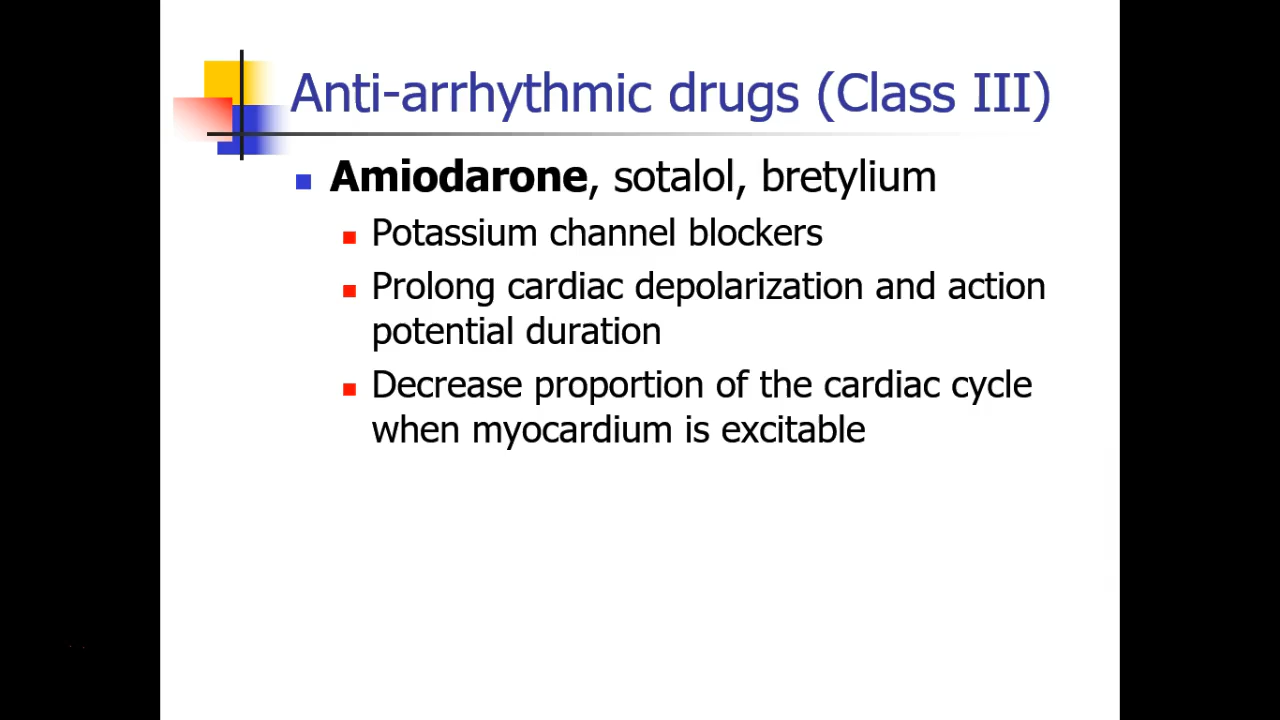 Anti-arrhythmic drugs (Class III)
Amiodarone, sotalol, bretylium
Potassium channel blockers
Prolong cardiac depolarization and action
potential duration
Decrease proportion of the cardiac cycle
when myocardium is excitable